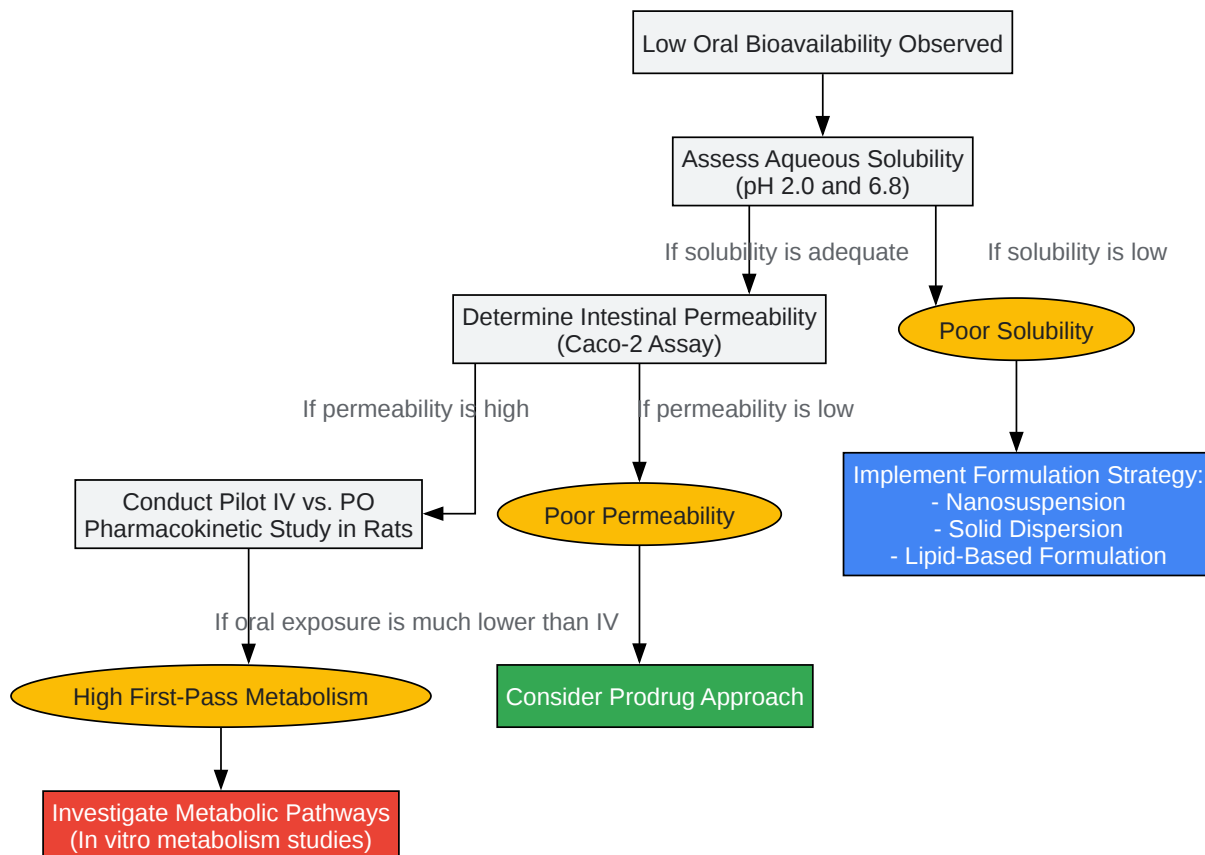 Low Oral Bioavailability Observed
Assess Aqueous Solubility
(pH 2.0 and 6.8)
If solubility is adequate
If solubility is low
Determine Intestinal Permeability
(Caco-2 Assay)
Poor Solubility
If permeability is high
If permeability is low
Implement Formulation Strategy:
- Nanosuspension
- Solid Dispersion
- Lipid-Based Formulation
Conduct Pilot IV vs. PO
Pharmacokinetic Study in Rats
Poor Permeability
If oral exposure is much lower than IV
High First-Pass Metabolism
Consider Prodrug Approach
Investigate Metabolic Pathways
(In vitro metabolism studies)